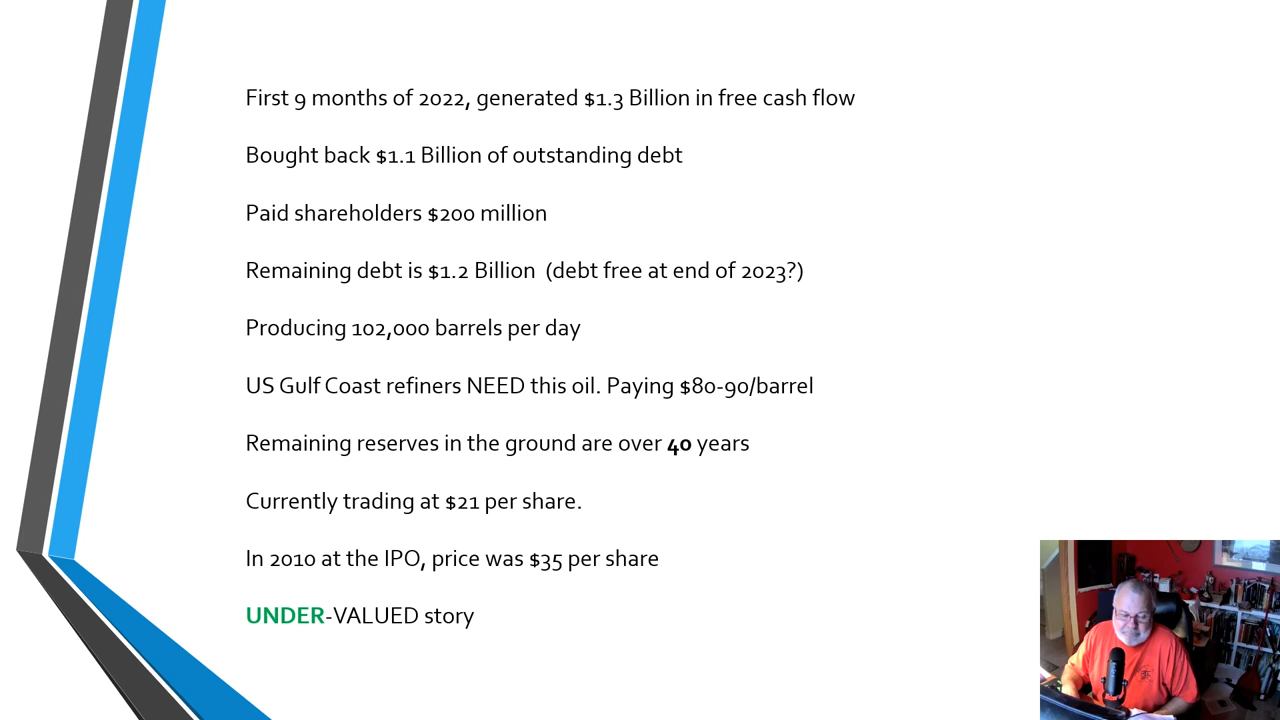 First 9 months of 2022, generated $1.3 Billion in free cash flow
Bought back $1.1 Billion of outstanding debt
Paid shareholders $200 million
Remaining debt is $1.2 Billion (debt free at end of 2023?)
Producing 102,000 barrels per day
US Gulf Coast refiners NEED this oil. Paying $80-90/barrel
Remaining reserves in the ground are over 40 years
Currently trading at $21 per share.
In 2010 at the IPO, price was $35 per share
UNDER-VALUED story